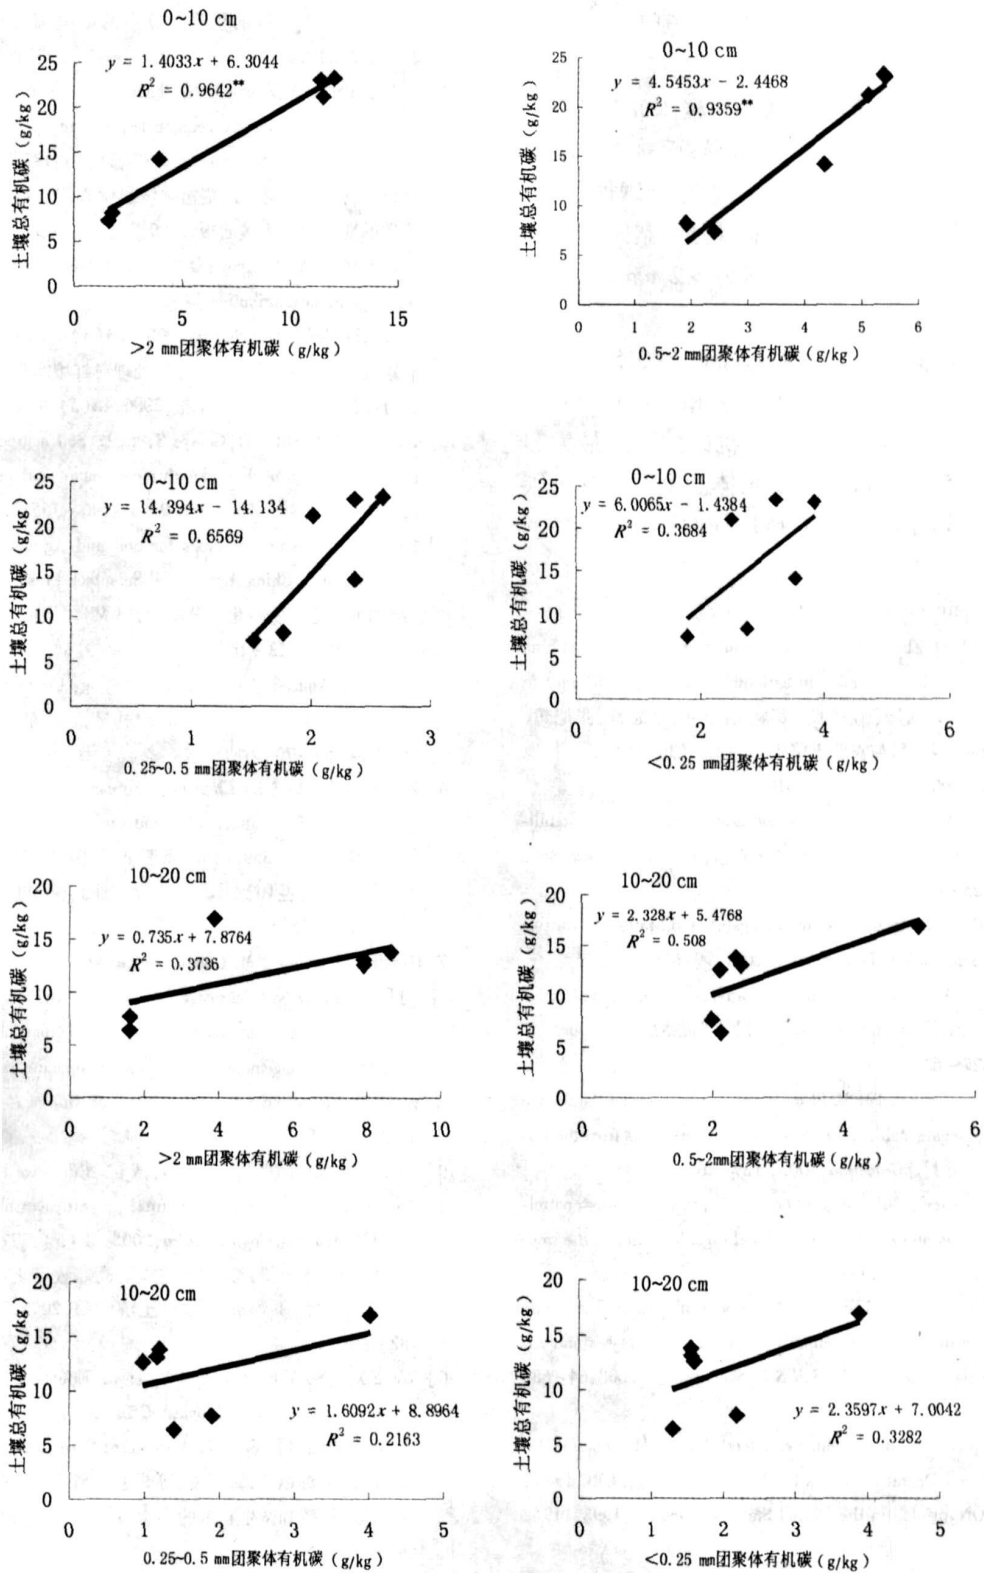 0~10 cm
y = 1.4033x + 6.3044
R² = 0.9642**
土壤总有机碳（g/kg）
25
20
15
10
5
0
0 5 10 15
>2 mm团聚体有机碳（g/kg）
0~10 cm
y = 4.5453x − 2.4468
R² = 0.9359**
土壤总有机碳（g/kg）
25
20
15
10
5
0
0 1 2 3 4 5 6
0.5~2 mm团聚体有机碳（g/kg）
0~10 cm
y = 14.394x − 14.134
R² = 0.6569
土壤总有机碳（g/kg）
25
20
15
10
5
0
0 1 2 3
0.25~0.5 mm团聚体有机碳（g/kg）
0~10 cm
y = 6.0065x − 1.4384
R² = 0.3684
土壤总有机碳（g/kg）
25
20
15
10
5
0
0 2 4 6
<0.25 mm团聚体有机碳（g/kg）
10~20 cm
y = 0.735x + 7.8764
R² = 0.3736
土壤总有机碳（g/kg）
20
15
10
5
0
0 2 4 6 8 10
>2 mm团聚体有机碳（g/kg）
10~20 cm
y = 2.328x + 5.4768
R² = 0.508
土壤总有机碳（g/kg）
20
15
10
5
0
0 2 4 6
0.5~2mm团聚体有机碳（g/kg）
10~20 cm
y = 1.6092x + 8.8964
R² = 0.2163
土壤总有机碳（g/kg）
20
15
10
5
0
0 1 2 3 4 5
0.25~0.5 mm团聚体有机碳（g/kg）
10~20 cm
y = 2.3597x + 7.0042
R² = 0.3282
土壤总有机碳（g/kg）
20
15
10
5
0
0 1 2 3 4 5
<0.25 mm团聚体有机碳（g/kg）